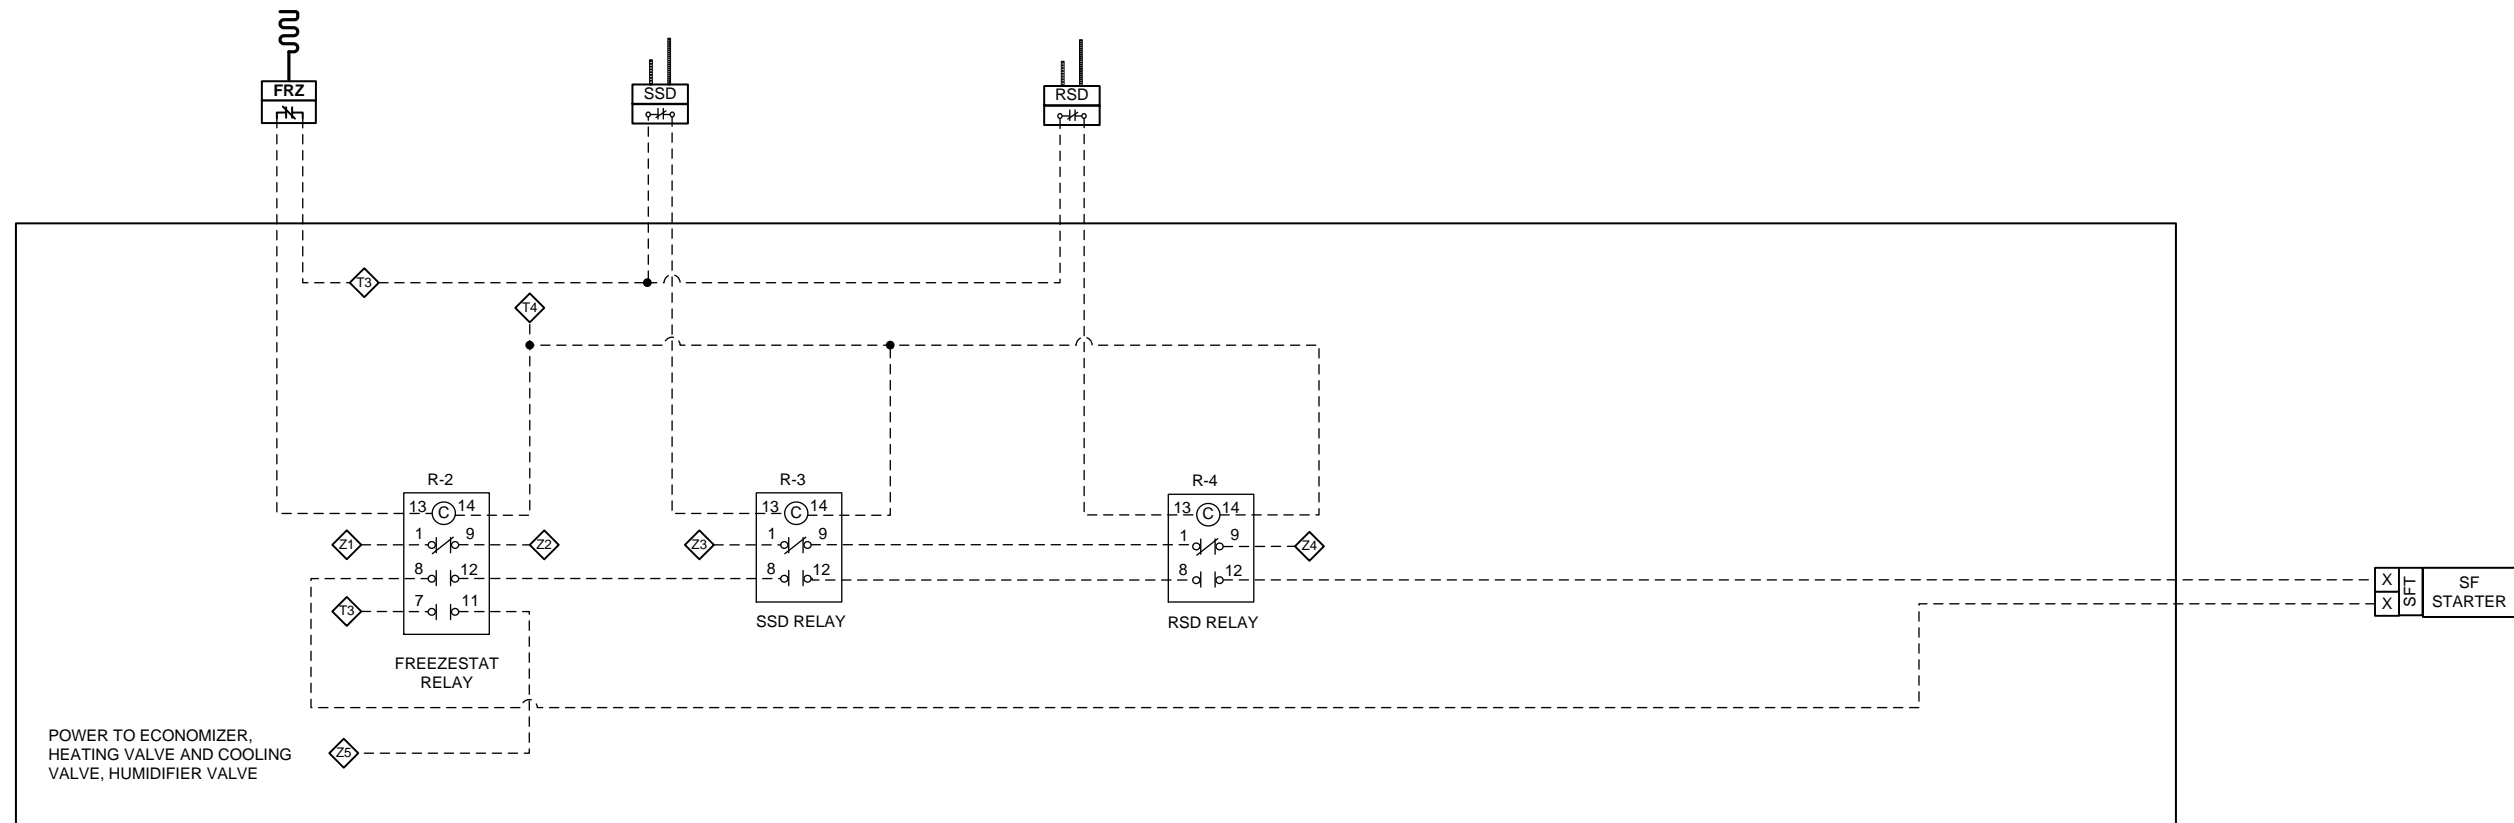 FRZ
SSD
RSD
T3
T4
R-2
R-3
R-4
13 C 14
13 C 14
13 C 14
Z1 1 9 Z2
Z3 1 9
1 9 Z4
8 12
8 12
8 12
T3 7 11
X
X
SFT
SF
STARTER
SSD RELAY
RSD RELAY
FREEZESTAT
RELAY
POWER TO ECONOMIZER,
HEATING VALVE AND COOLING
VALVE, HUMIDIFIER VALVE
Z5